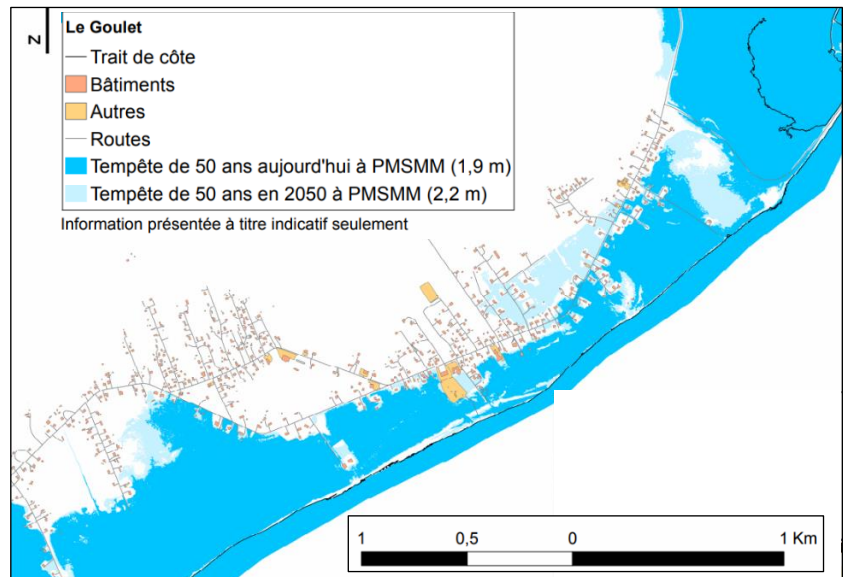 Z
Le Goulet
Trait de côte
Bâtiments
Autres
Routes
Tempête de 50 ans aujourd'hui à PMSMM (1,9 m)
Tempête de 50 ans en 2050 à PMSMM (2,2 m)
Information présentée à titre indicatif seulement
1 0,5 0 1 Km